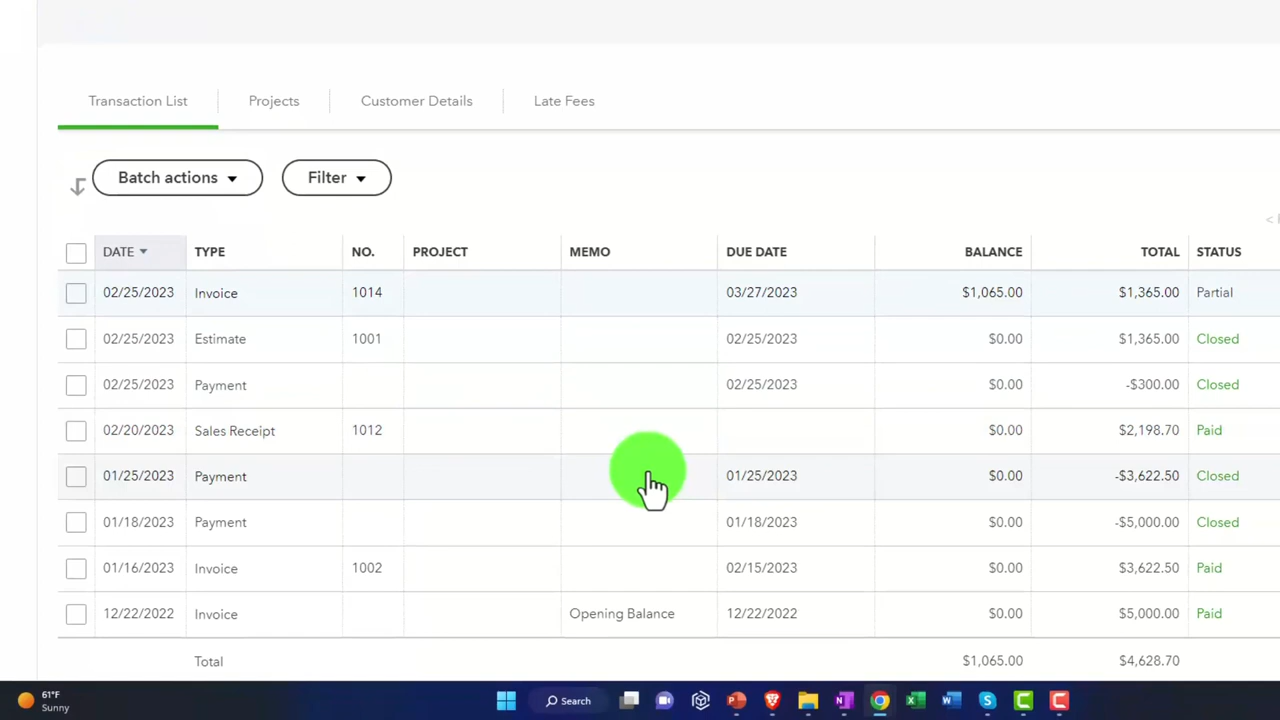 Transaction List Projects Customer Details Late Fees
Batch actions Filter
<
DATE TYPE NO. PROJECT MEMO DUE DATE BALANCE TOTAL STATUS
02/25/2023 Invoice 1014 03/27/2023 $1,065.00 $1,365.00 Partial
02/25/2023 Estimate 1001 02/25/2023 $0.00 $1,365.00 Closed
02/25/2023 Payment 02/25/2023 $0.00 -$300.00 Closed
02/20/2023 Sales Receipt 1012 $0.00 $2,198.70 Paid
01/25/2023 Payment 01/25/2023 $0.00 -$3,622.50 Closed
01/18/2023 Payment 01/18/2023 $0.00 -$5,000.00 Closed
01/16/2023 Invoice 1002 02/15/2023 $0.00 $3,622.50 Paid
12/22/2022 Invoice Opening Balance 12/22/2022 $0.00 $5,000.00 Paid
Total $1,065.00 $4,628.70
61°F
Sunny
Search